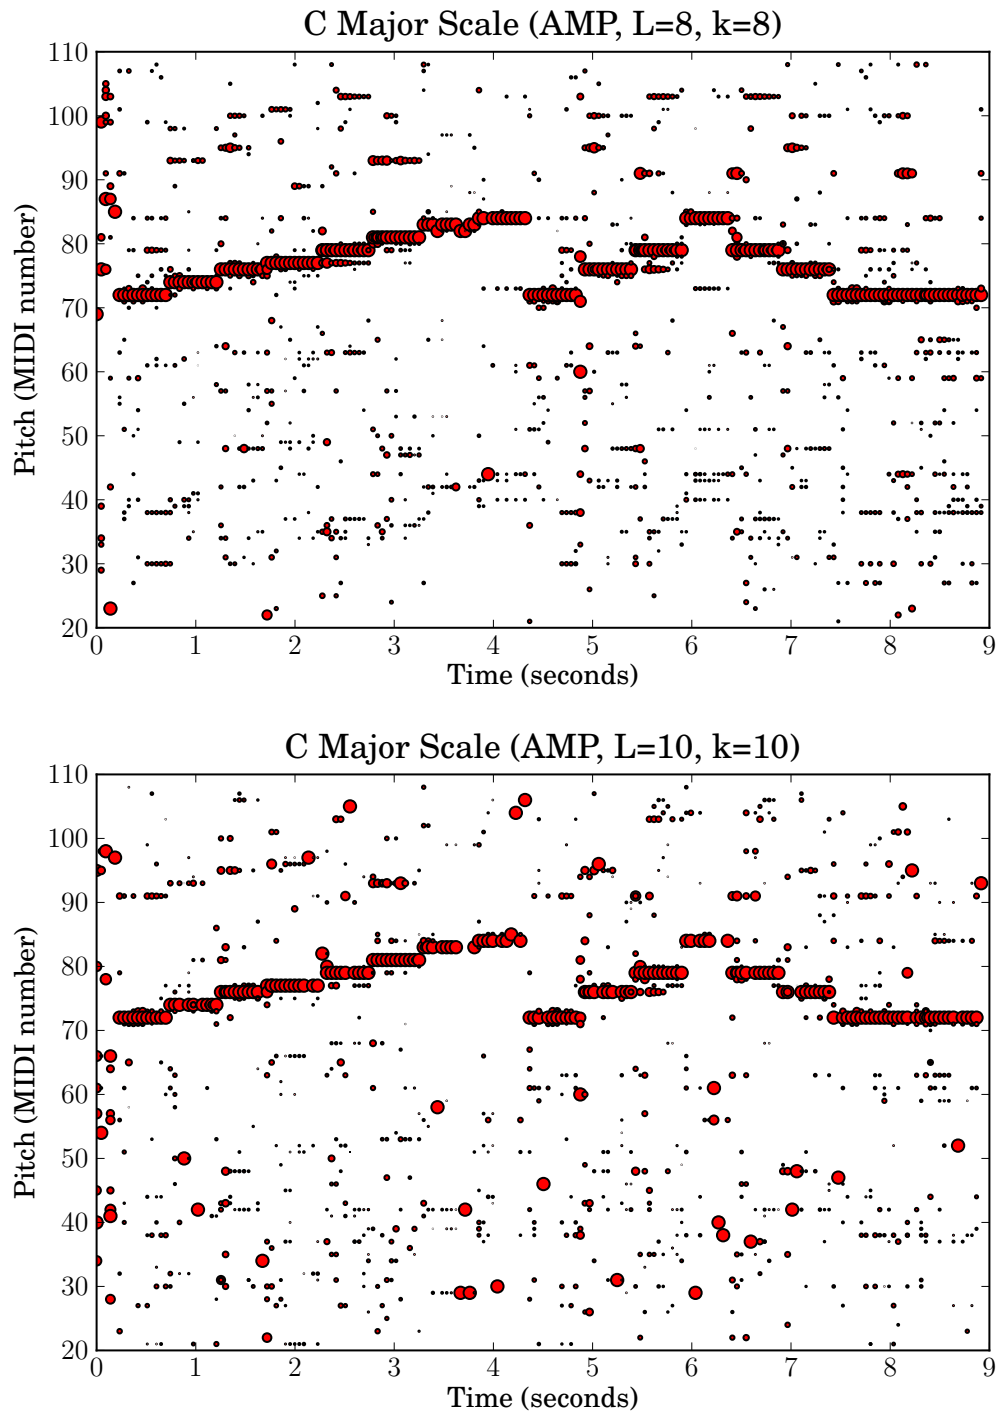 C Major Scale (AMP, L=8, k=8)
110
100
90
80
70
60
50
40
30
20
Pitch (MIDI number)
0 1 2 3 4 5 6 7 8 9
Time (seconds)
C Major Scale (AMP, L=10, k=10)
110
100
90
80
70
60
50
40
30
20
Pitch (MIDI number)
0 1 2 3 4 5 6 7 8 9
Time (seconds)